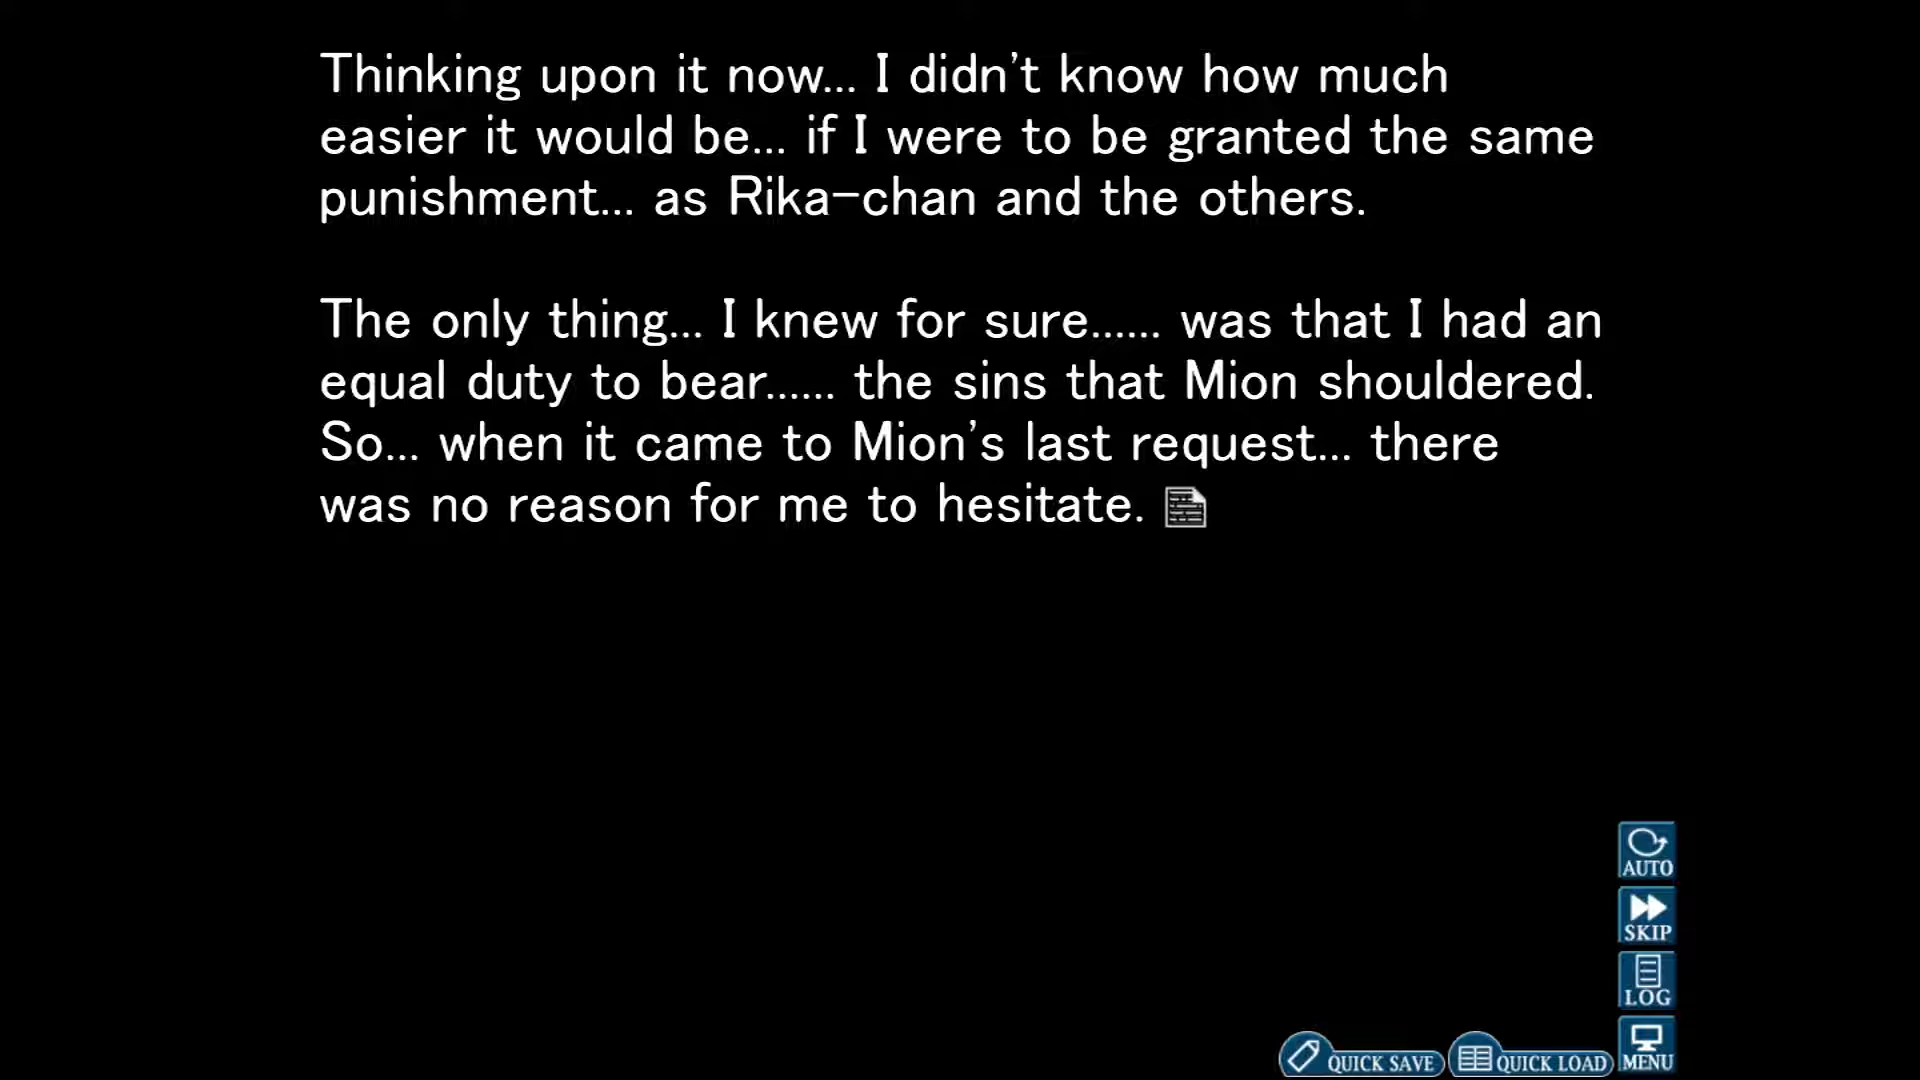 Thinking upon it now... I didn't know how much
easier it would be... if I were to be granted the same
punishment... as Rika-chan and the others.
The only thing... I knew for sure...... was that I had an
equal duty to bear...... the sins that Mion shouldered.
So... when it came to Mion's last request... there
was no reason for me to hesitate.
AUTO
SKIP
LOG
MENU
QUICK SAVE
QUICK LOAD